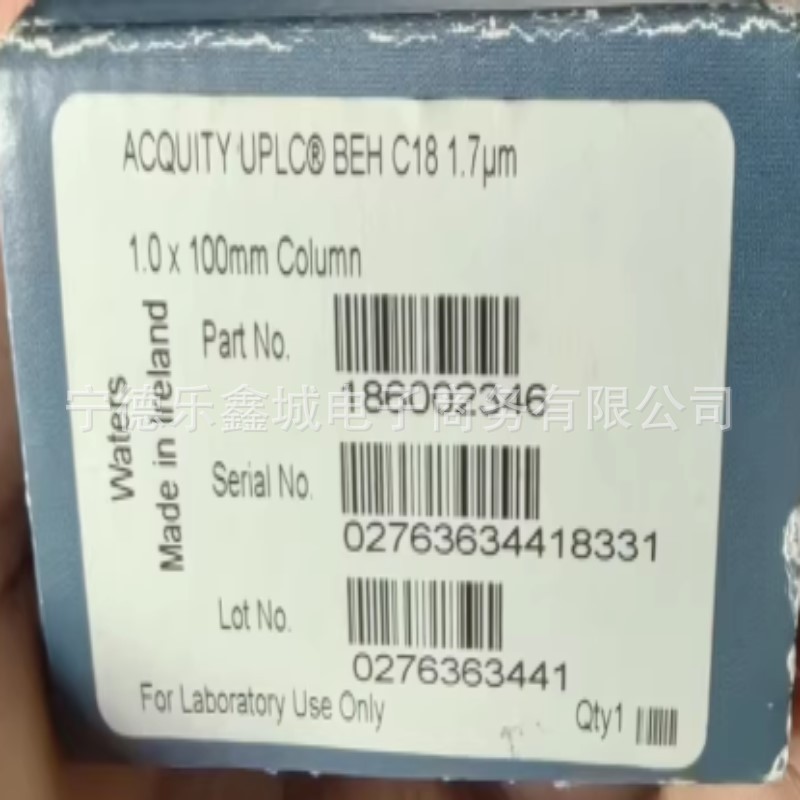 ACQUITY UPLC® BEH C18 1.7µm
1.0 x 100mm Column
Waters
Made in Ireland
Part No.
186002346
宁德乐鑫城电子商务有限公司
Serial No.
02763634418331
Lot No.
0276363441
For Laboratory Use Only
Qty1